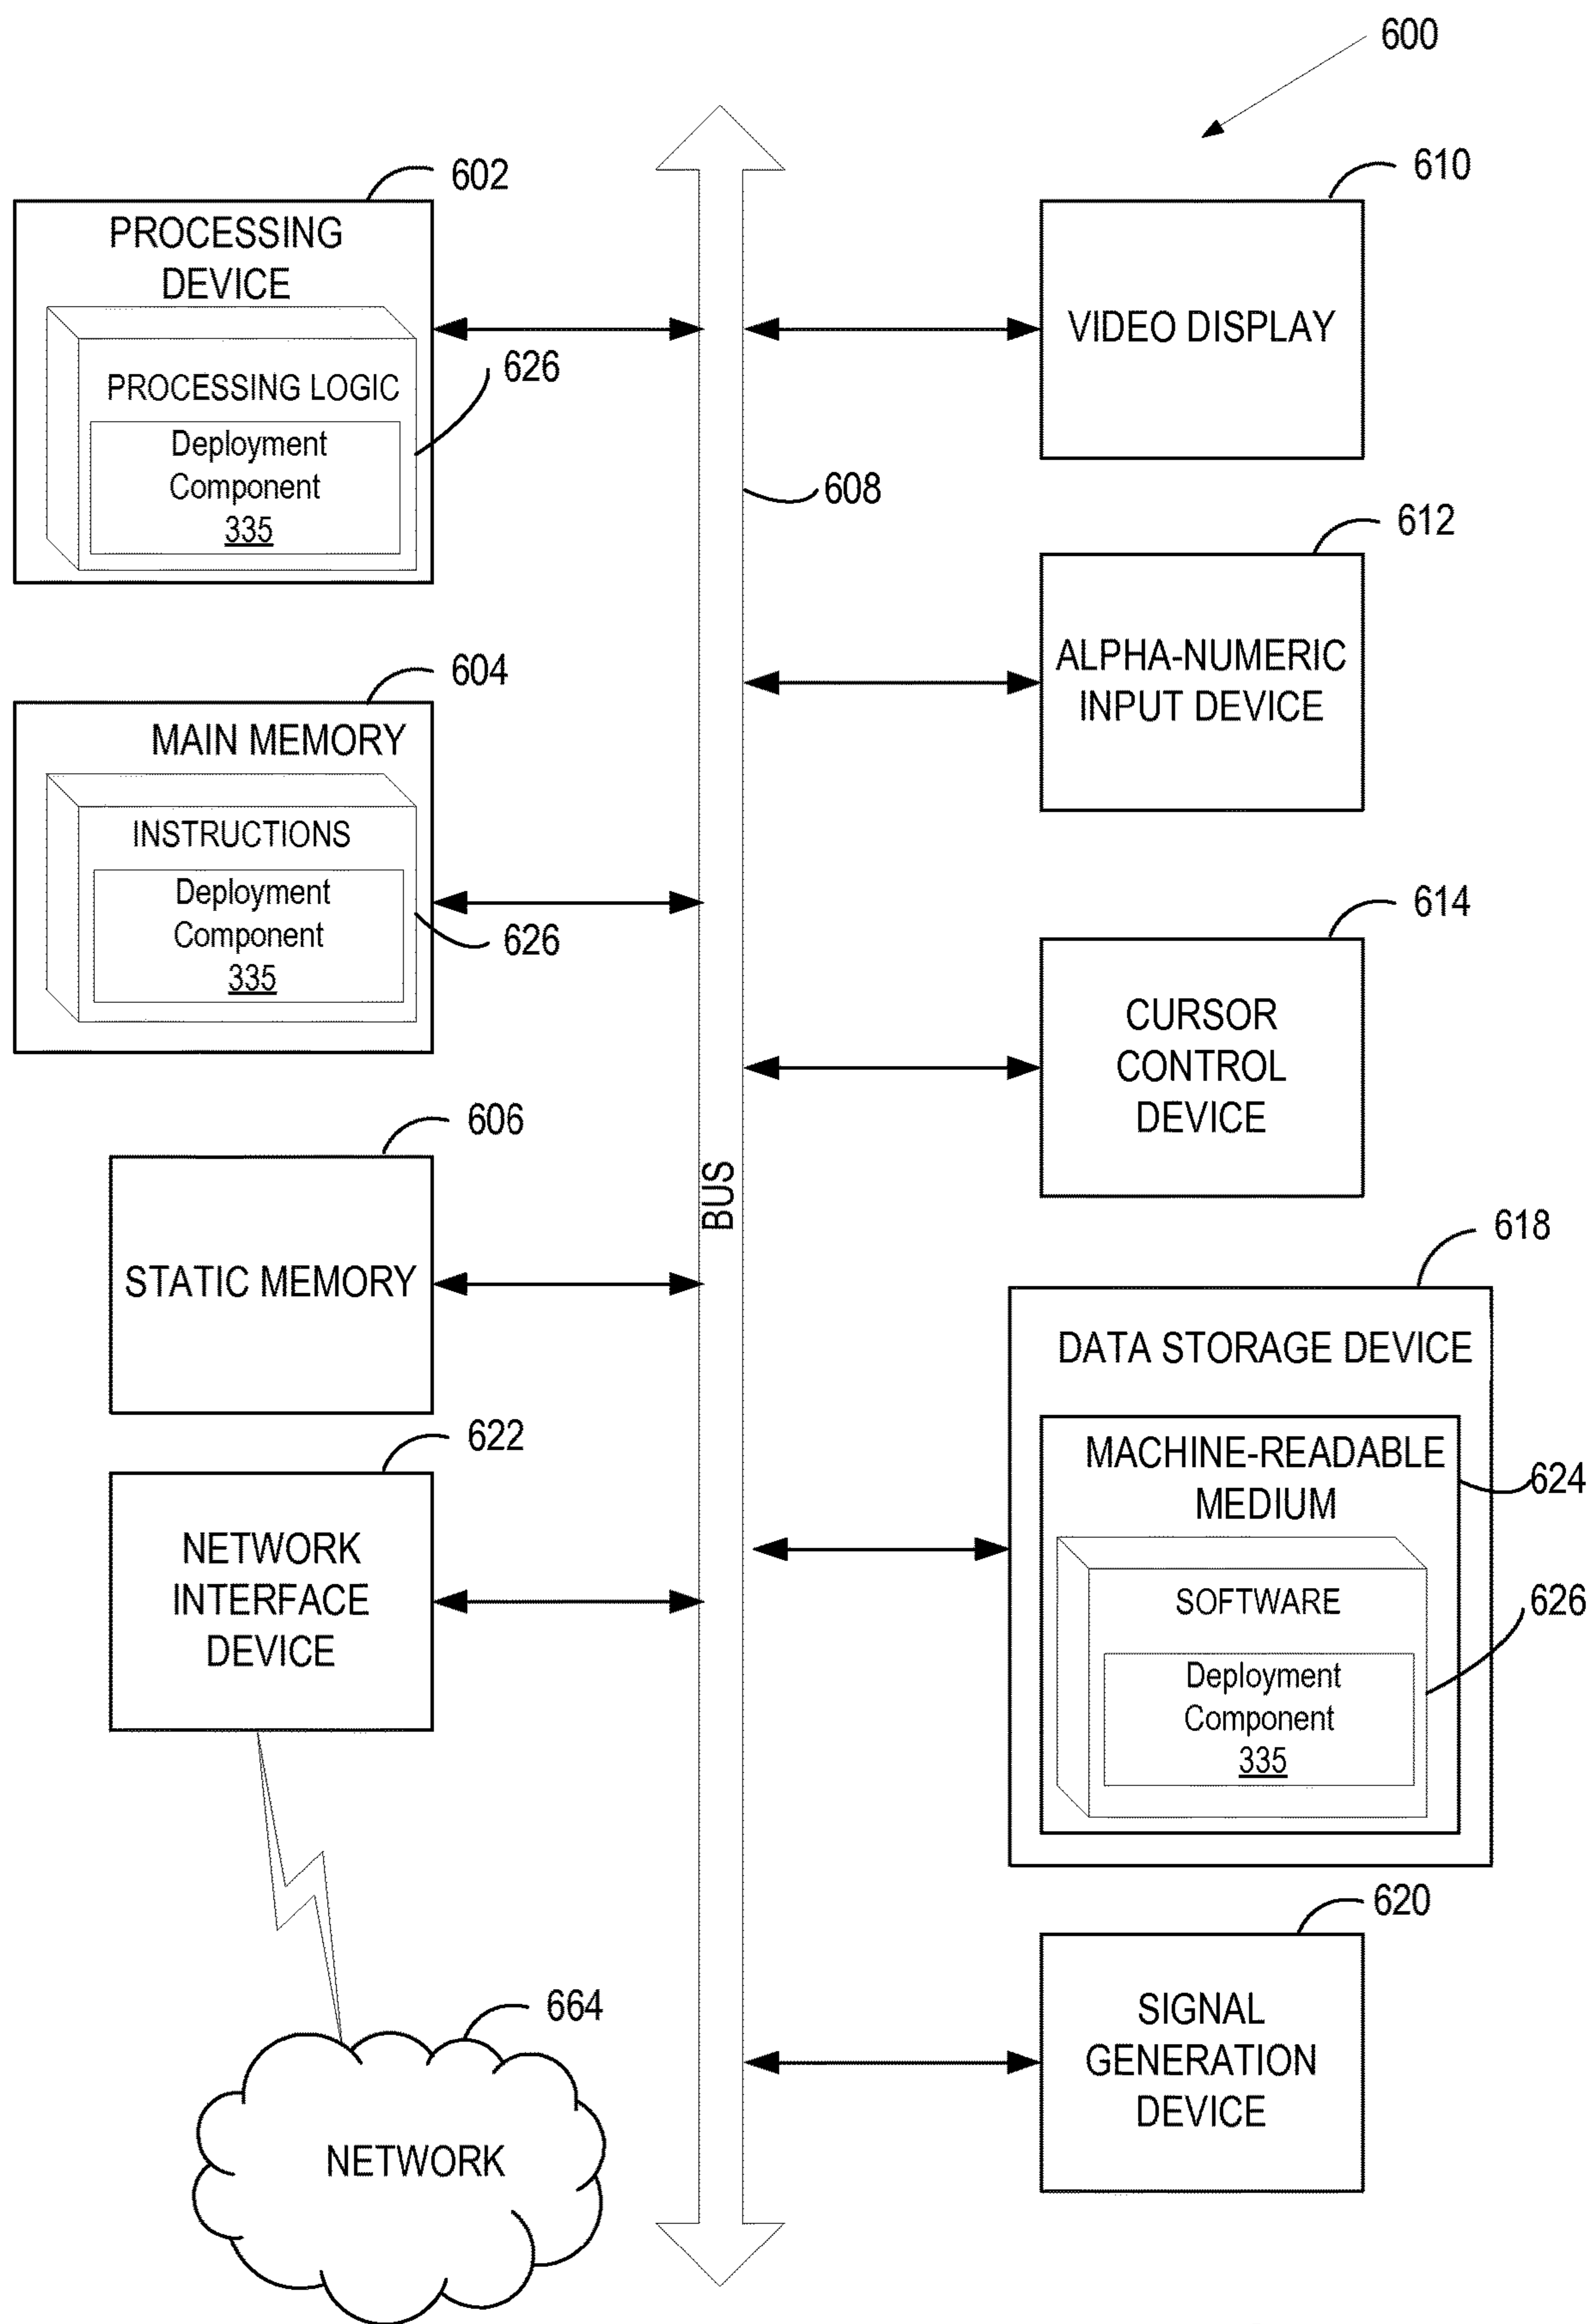 600
602
PROCESSING
DEVICE
PROCESSING LOGIC
626
Deployment
Component
335
604
MAIN MEMORY
INSTRUCTIONS
Deployment
Component
626
335
606
STATIC MEMORY
622
NETWORK
INTERFACE
DEVICE
664
NETWORK
608
BUS
610
VIDEO DISPLAY
612
ALPHA-NUMERIC
INPUT DEVICE
614
CURSOR
CONTROL
DEVICE
618
DATA STORAGE DEVICE
MACHINE-READABLE
624
MEDIUM
SOFTWARE
626
Deployment
Component
335
620
SIGNAL
GENERATION
DEVICE